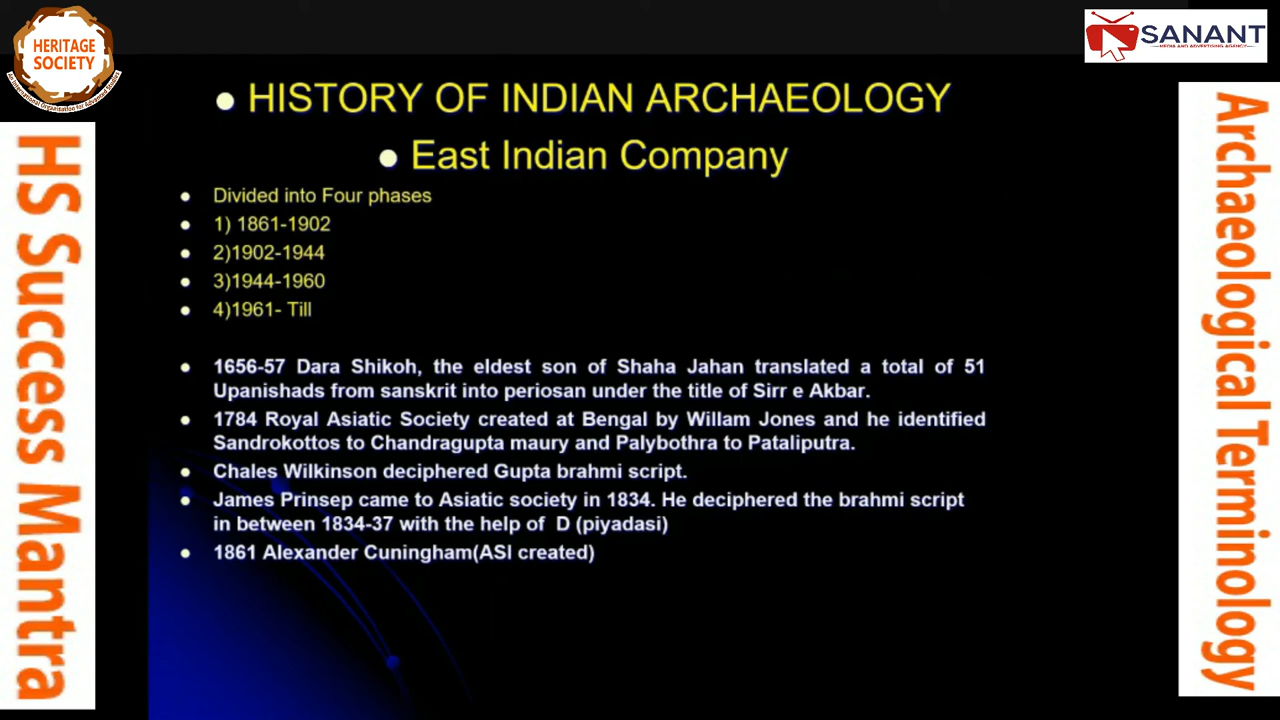 HERITAGE
SOCIETY
SANANT
MEDIA AND ADVERTISING AGENCY
HS Success Mantra
Archaeological Terminology
HISTORY OF INDIAN ARCHAEOLOGY
East Indian Company
Divided into Four phases
1) 1861-1902
2)1902-1944
3)1944-1960
4)1961- Till
1656-57 Dara Shikoh, the eldest son of Shaha Jahan translated a total of 51
Upanishads from sanskrit into periosan under the title of Sirr e Akbar.
1784 Royal Asiatic Society created at Bengal by Willam Jones and he identified
Sandrokottos to Chandragupta maury and Palybothra to Pataliputra.
Chales Wilkinson deciphered Gupta brahmi script.
James Prinsep came to Asiatic society in 1834. He deciphered the brahmi script
in between 1834-37 with the help of D (piyadasi)
1861 Alexander Cuningham(ASI created)